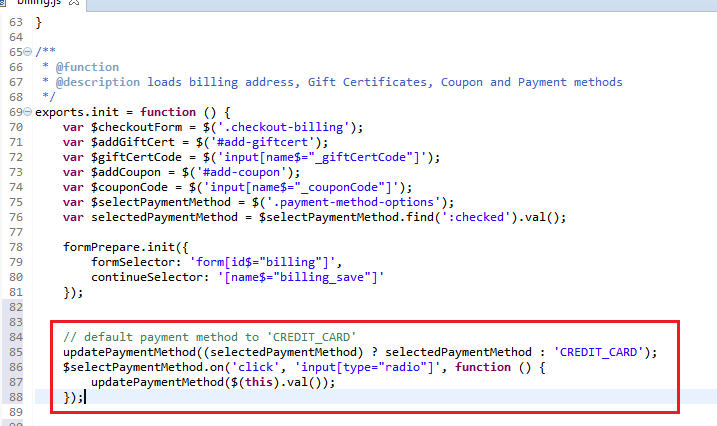 billing.js
63 }
64
65 /**
66 * @function
67 * @description loads billing address, Gift Certificates, Coupon and Payment methods
68 */
69 exports.init = function () {
70 var $checkoutForm = $('.checkout-billing');
71 var $addGiftCert = $('#add-giftcert');
72 var $giftCertCode = $('input[name$="_giftCertCode"]');
73 var $addCoupon = $('#add-coupon');
74 var $couponCode = $('input[name$="_couponCode"]');
75 var $selectPaymentMethod = $('.payment-method-options');
76 var selectedPaymentMethod = $selectPaymentMethod.find(':checked').val();
77
78 formPrepare.init({
79 formSelector: 'form[id$="billing"]',
80 continueSelector: '[name$="billing_save"]'
81 });
82
83
84 // default payment method to 'CREDIT_CARD'
85 updatePaymentMethod((selectedPaymentMethod) ? selectedPaymentMethod : 'CREDIT_CARD');
86 $selectPaymentMethod.on('click', 'input[type="radio"]', function () {
87 updatePaymentMethod($(this).val());
88 });
89